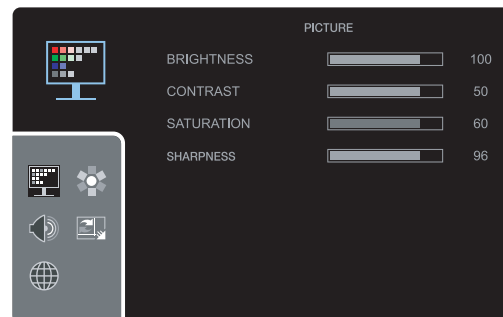 PICTURE
BRIGHTNESS 100
CONTRAST 50
SATURATION 60
SHARPNESS 96